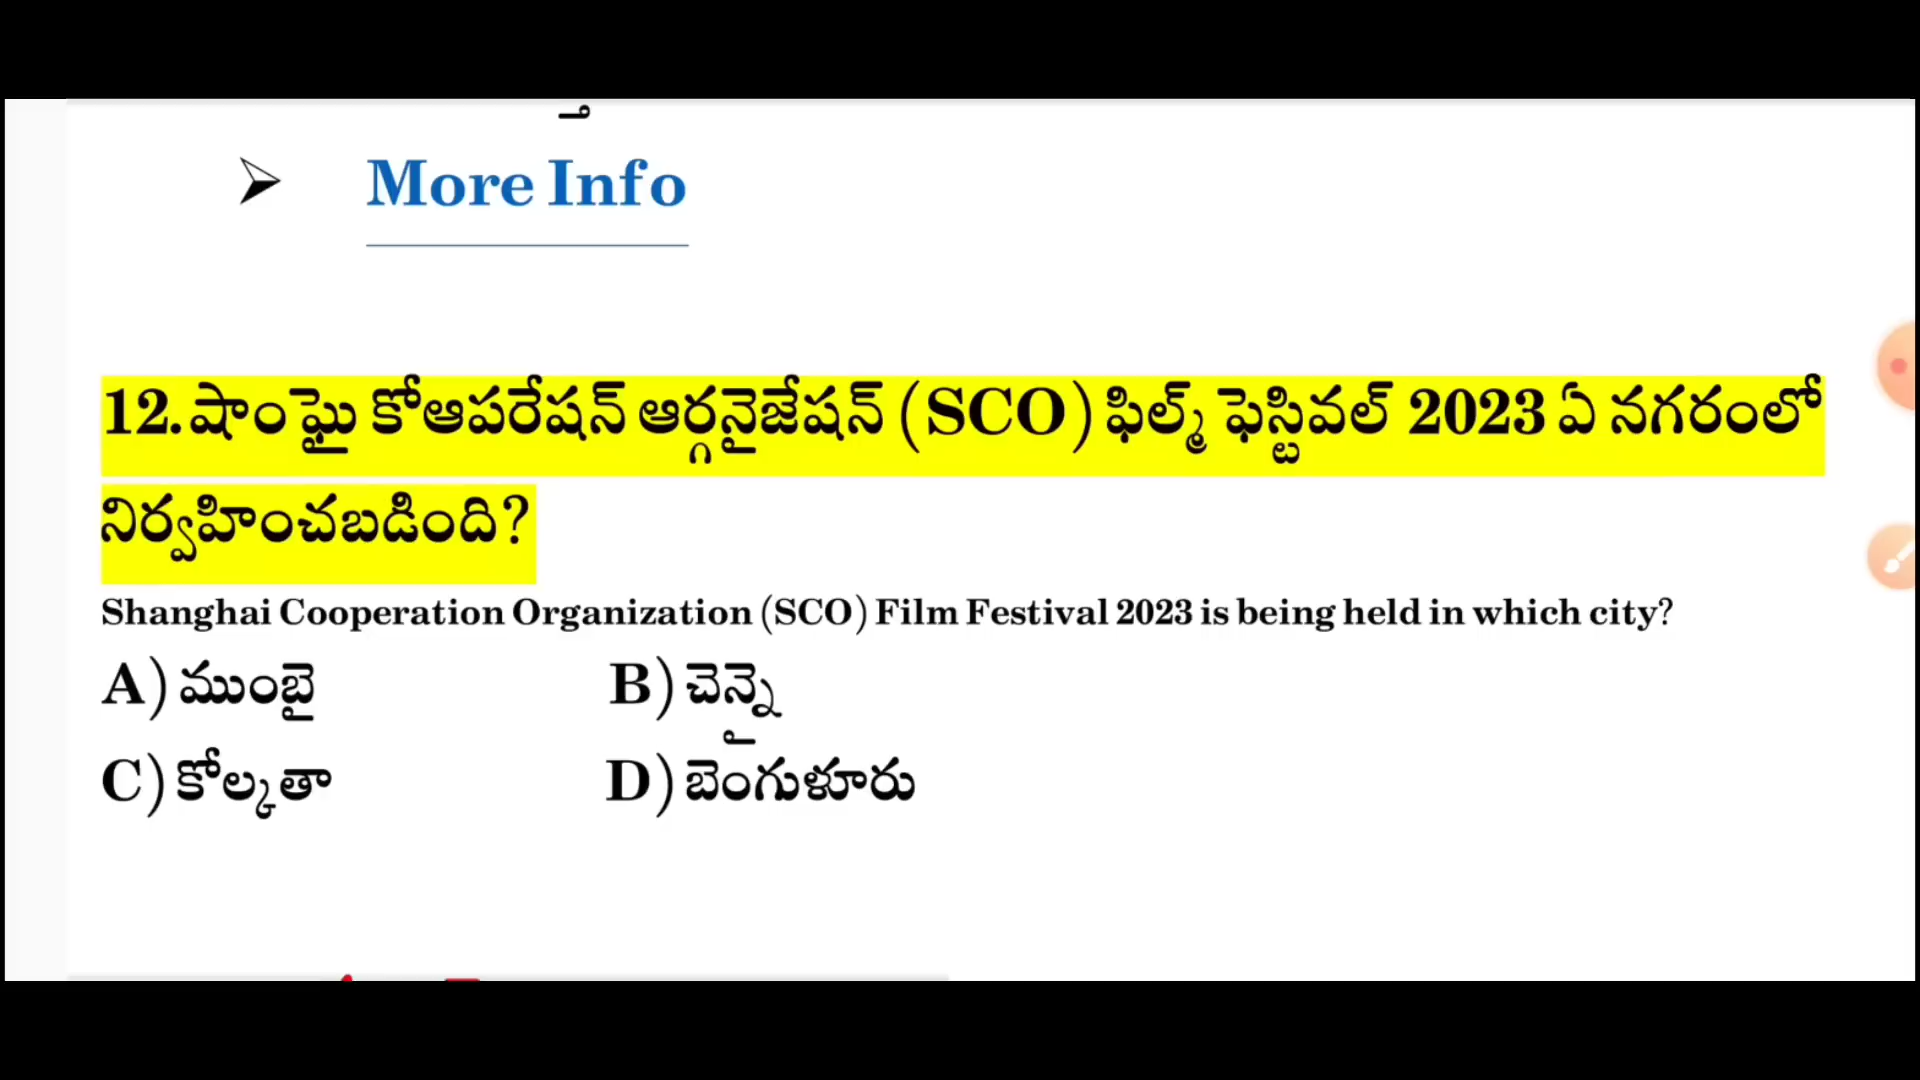 More Info
12. షాంఘై కోఆపరేషన్ ఆర్గనైజేషన్ (SCO) ఫిల్మ్ ఫెస్టివల్ 2023 ఏ నగరంలో
నిర్వహించబడింది?
Shanghai Cooperation Organization (SCO) Film Festival 2023 is being held in which city?
A) ముంబై B) చెన్నై
C) కోల్కతా D) బెంగుళూరు